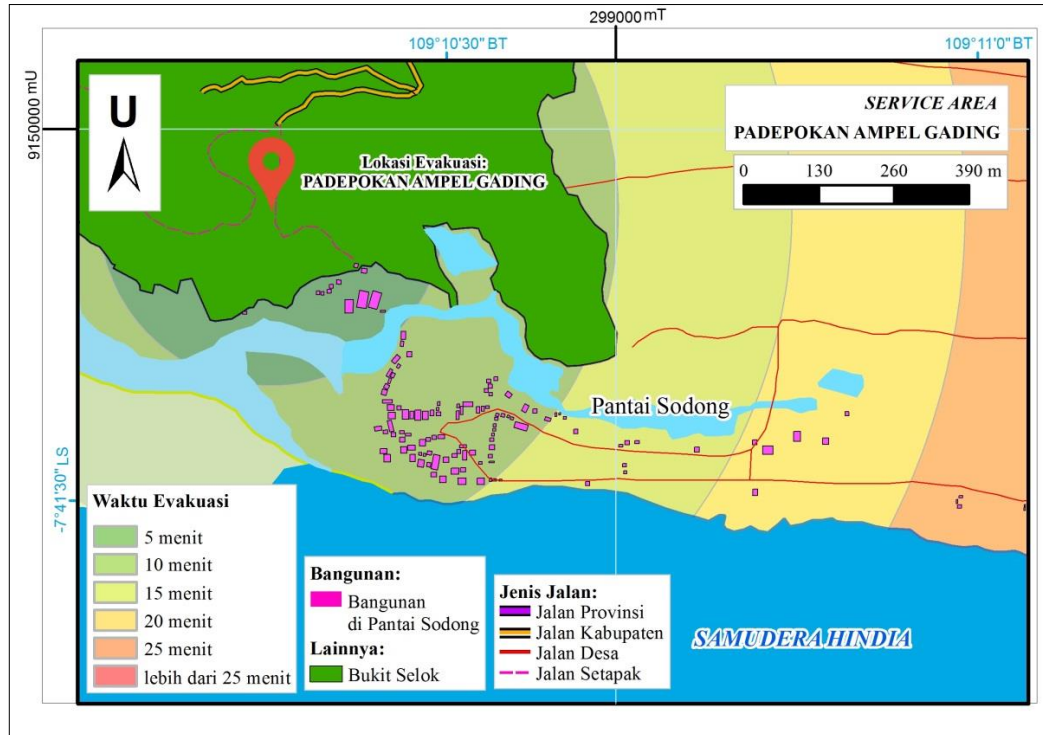 299000 mT
109°10'30" BT
109°11'0" BT
9150000 mU
-7°41'30" LS
U
SERVICE AREA
PADEPOKAN AMPEL GADING
0 130 260 390 m
Lokasi Evakuasi:
PADEPOKAN AMPEL GADING
Pantai Sodong
SAMUDERA HINDIA
Waktu Evakuasi
5 menit
10 menit
15 menit
20 menit
25 menit
lebih dari 25 menit
Bangunan:
Bangunan
di Pantai Sodong
Lainnya:
Bukit Selok
Jenis Jalan:
Jalan Provinsi
Jalan Kabupaten
Jalan Desa
Jalan Setapak